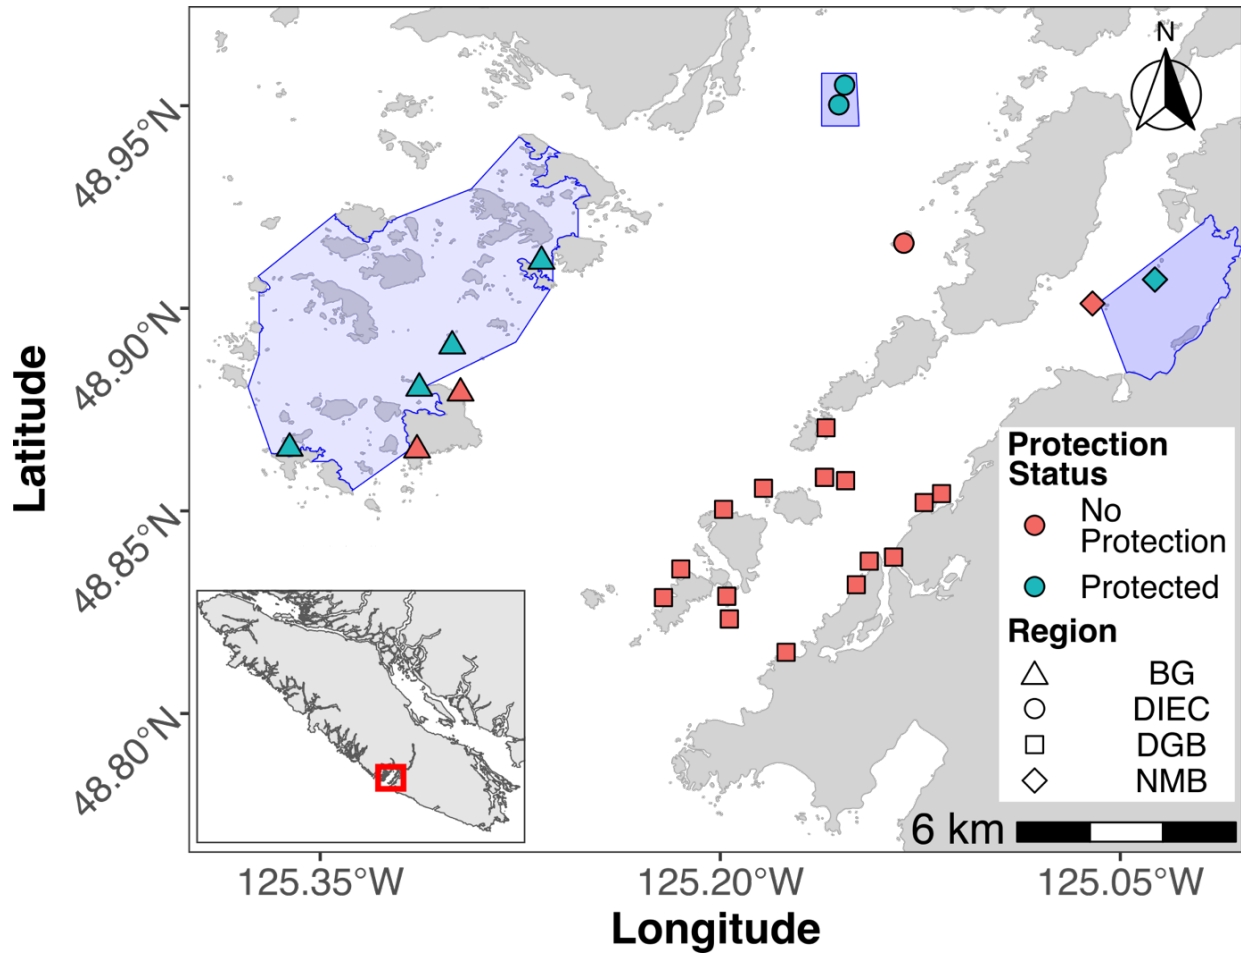 N
48.95°N
48.90°N
48.85°N
48.80°N
Latitude
Protection
Status
No
Protection
Protected
Region
BG
DIEC
DGB
NMB
6 km
125.35°W
125.20°W
125.05°W
Longitude